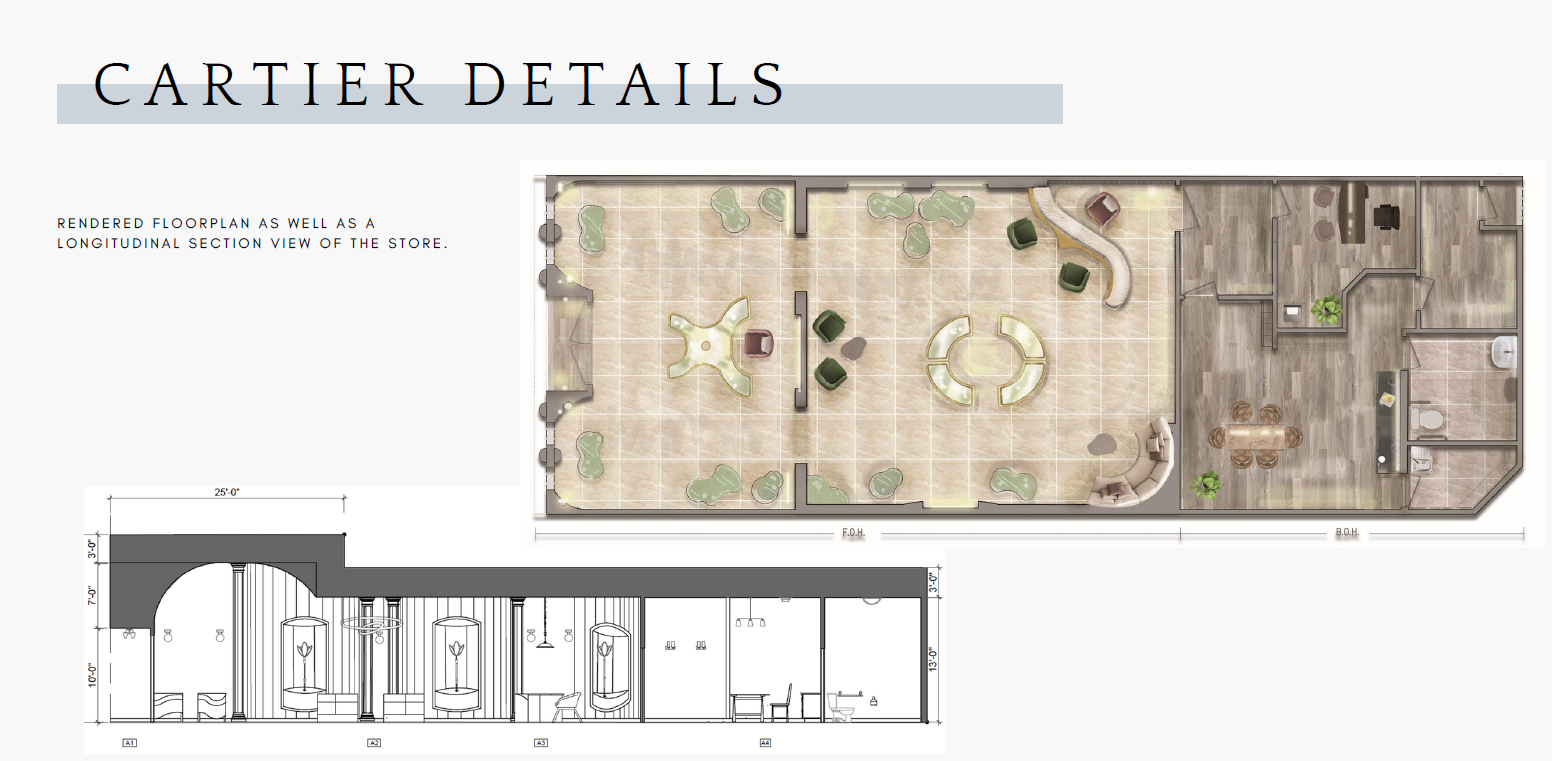 CARTIER DETAILS
RENDERED FLOORPLAN AS WELL AS A
LONGITUDINAL SECTION VIEW OF THE STORE.
F.O.H.
B.O.H.
25'-0"
3'-0"
7'-0"
10'-0"
3'-0"
13'-0"
A1
A2
A3
A4